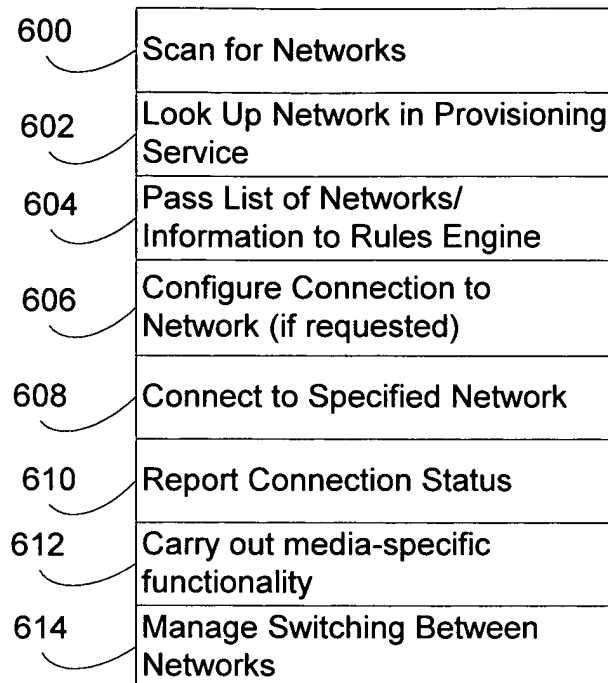 600
Scan for Networks
602
Look Up Network in Provisioning
Service
604
Pass List of Networks/
Information to Rules Engine
606
Configure Connection to
Network (if requested)
608
Connect to Specified Network
610
Report Connection Status
612
Carry out media-specific
functionality
614
Manage Switching Between
Networks